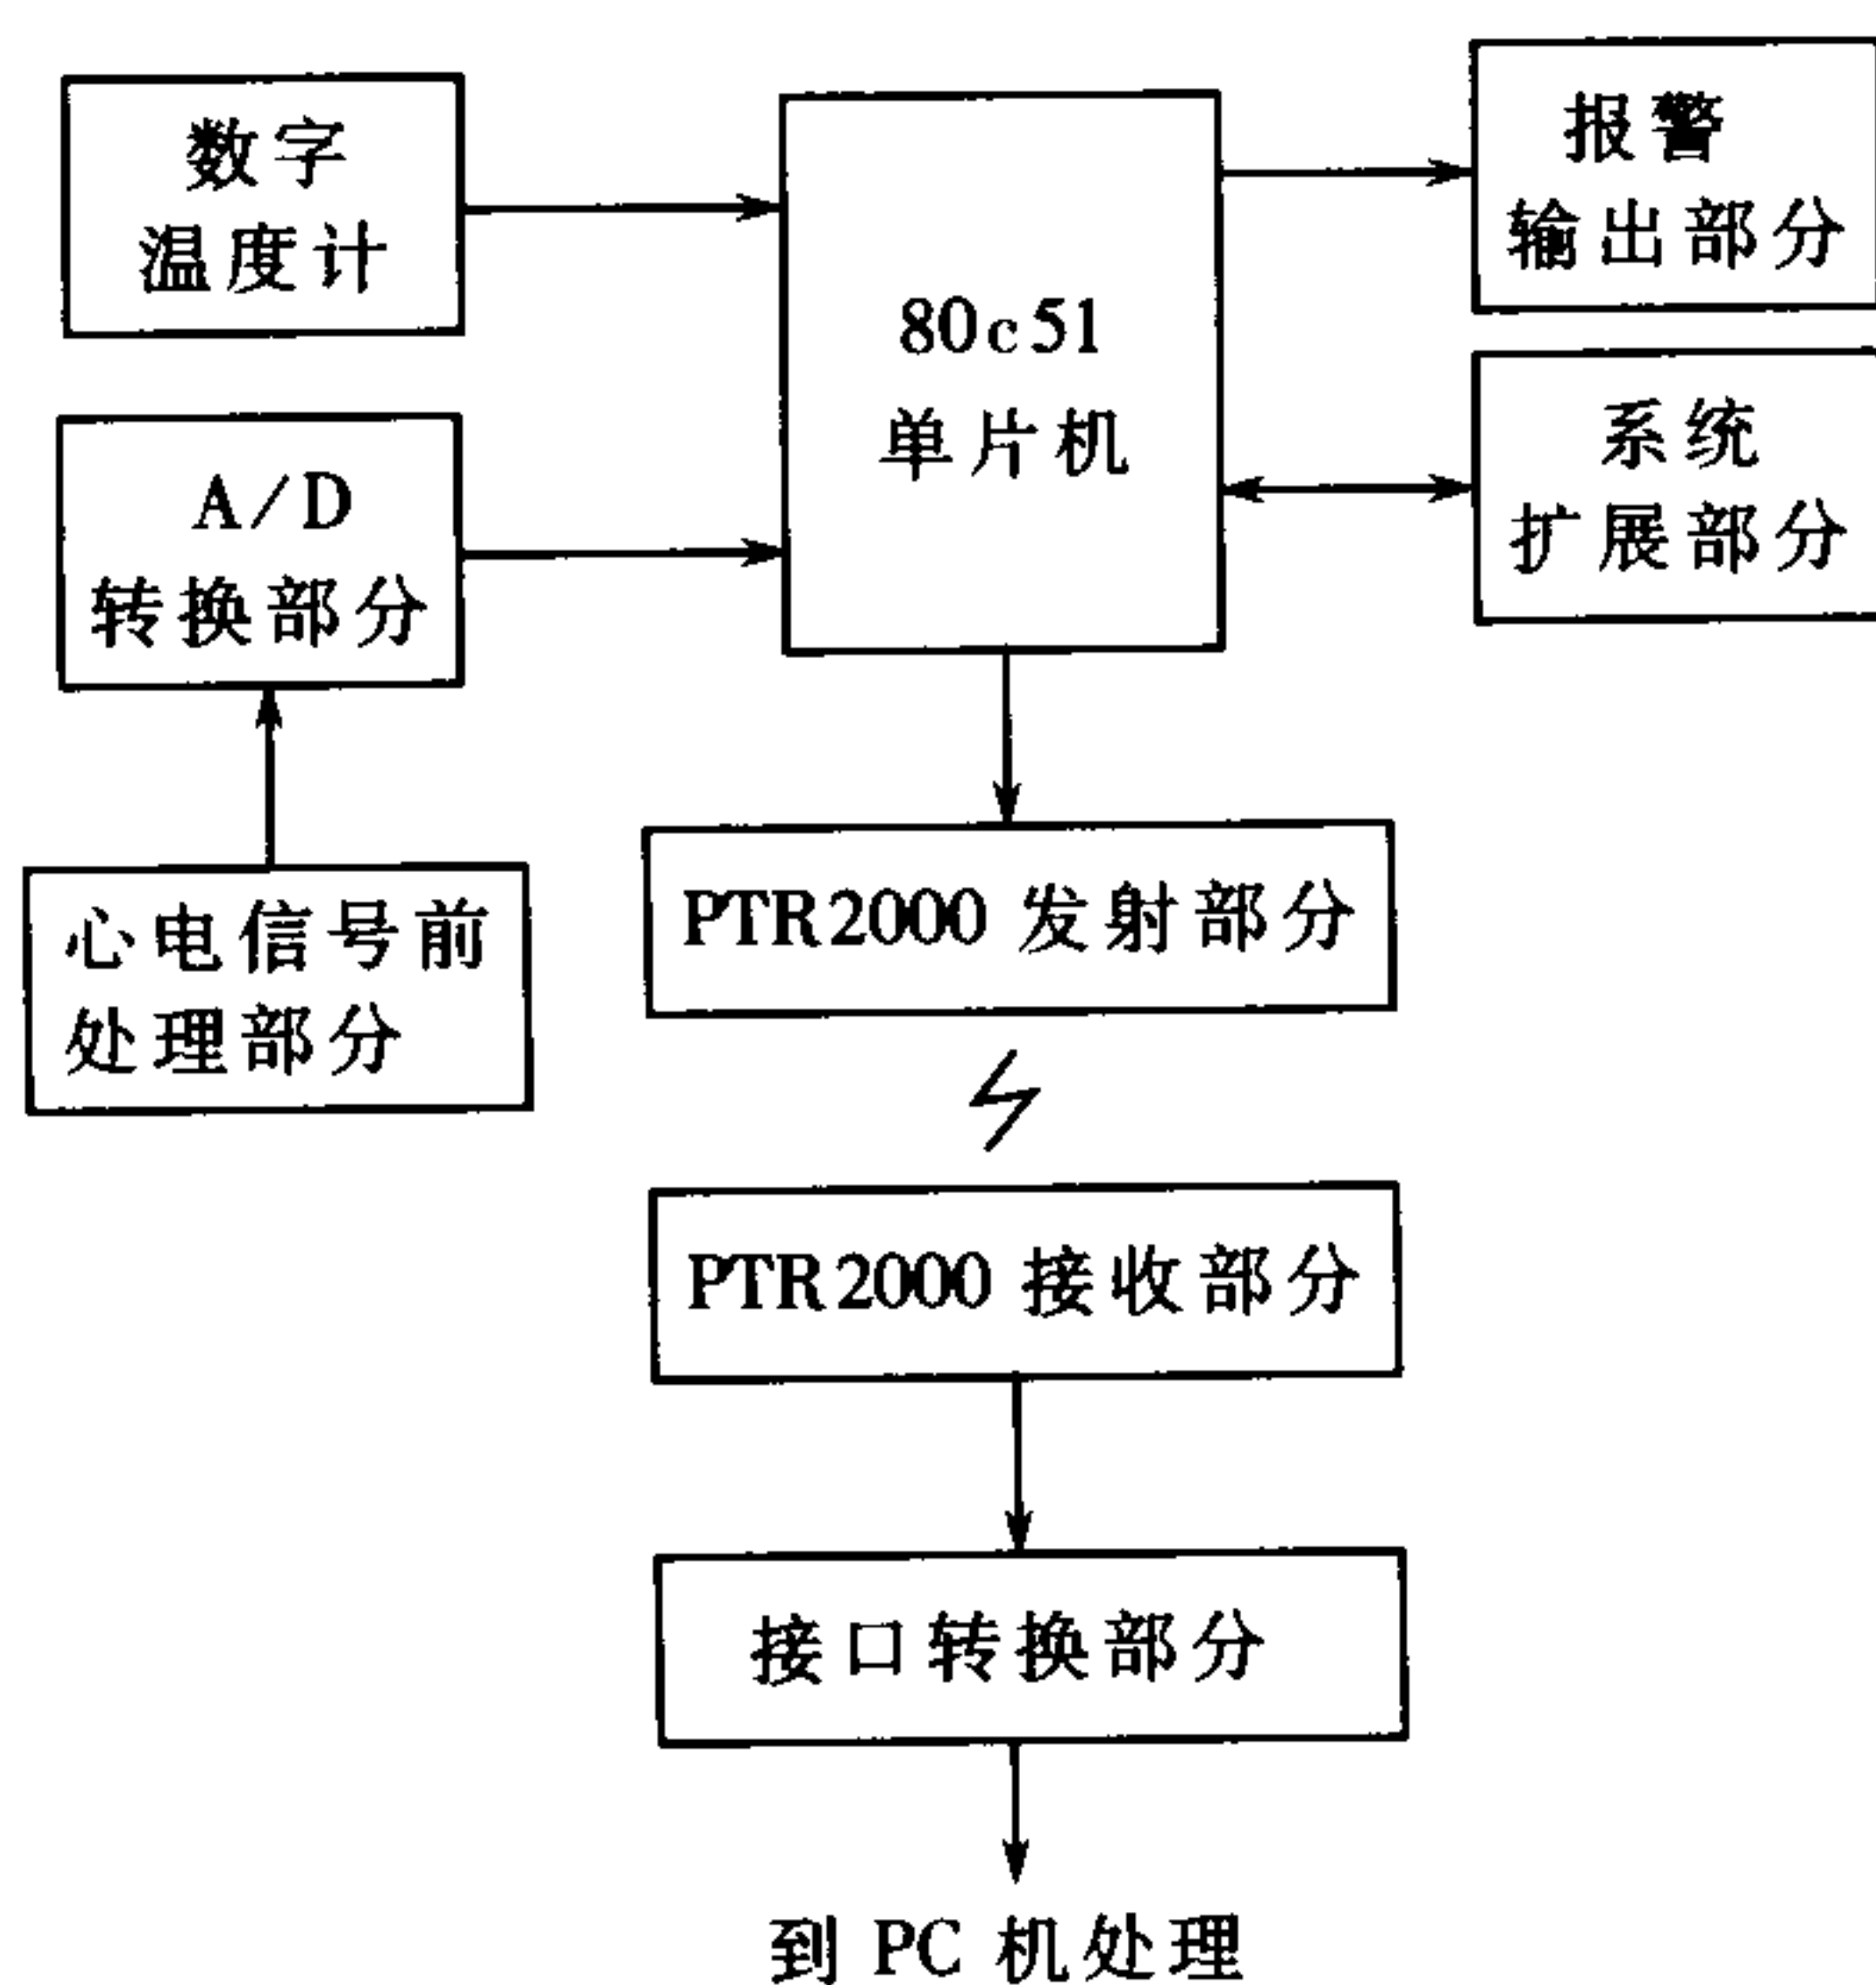 数字
温度计
A/D
转换部分
心电信号前
处理部分
80c51
单片机
报警
输出部分
系统
扩展部分
PTR2000 发射部分
PTR2000 接收部分
接口转换部分
到 PC 机处理